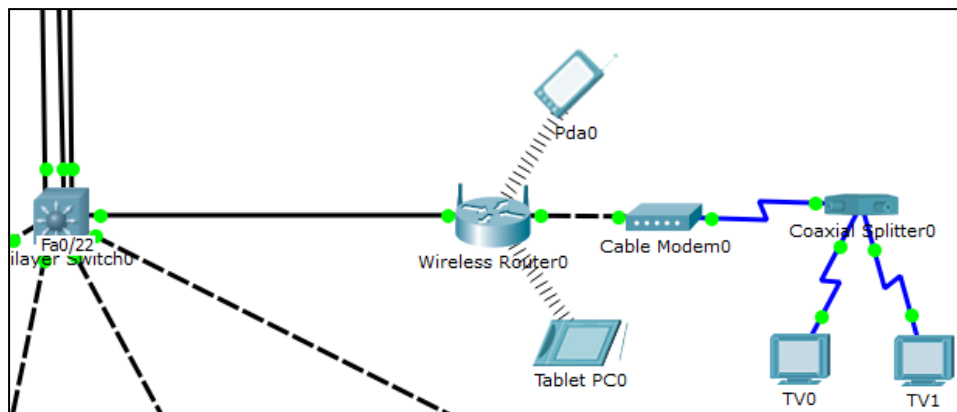 Pda0
Fa0/22
ilayer Switch0
Wireless Router0
Cable Modem0
Coaxial Splitter0
Tablet PC0
TV0
TV1